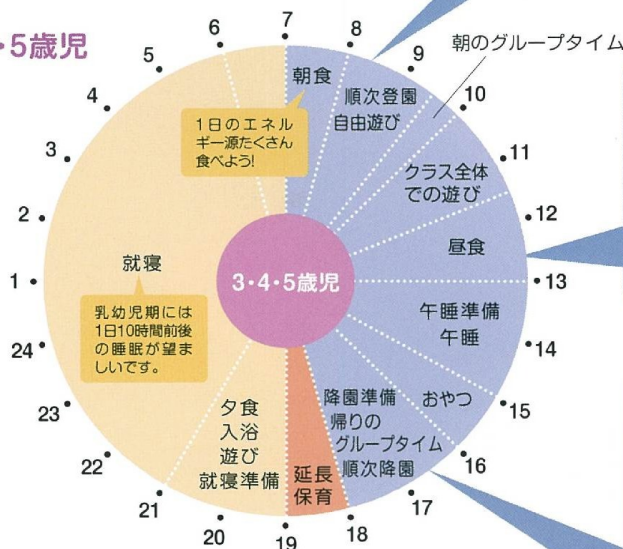 ・5歳児
7
8
9
10
11
12
13
14
15
16
17
18
19
20
21
22
23
24
1
2
3
4
5
6
朝のグループタイム
朝食
1日のエネル
ギー源たくさん
食べよう!
順次登園
自由遊び
クラス全体
での遊び
昼食
午睡準備
午睡
おやつ
降園準備
帰りの
グループタイム
順次降園
延長
保育
夕食
入浴
遊び
就寝準備
就寝
乳幼児期には
1日10時間前後
の睡眠が望ま
しいです。
3・4・5歳児